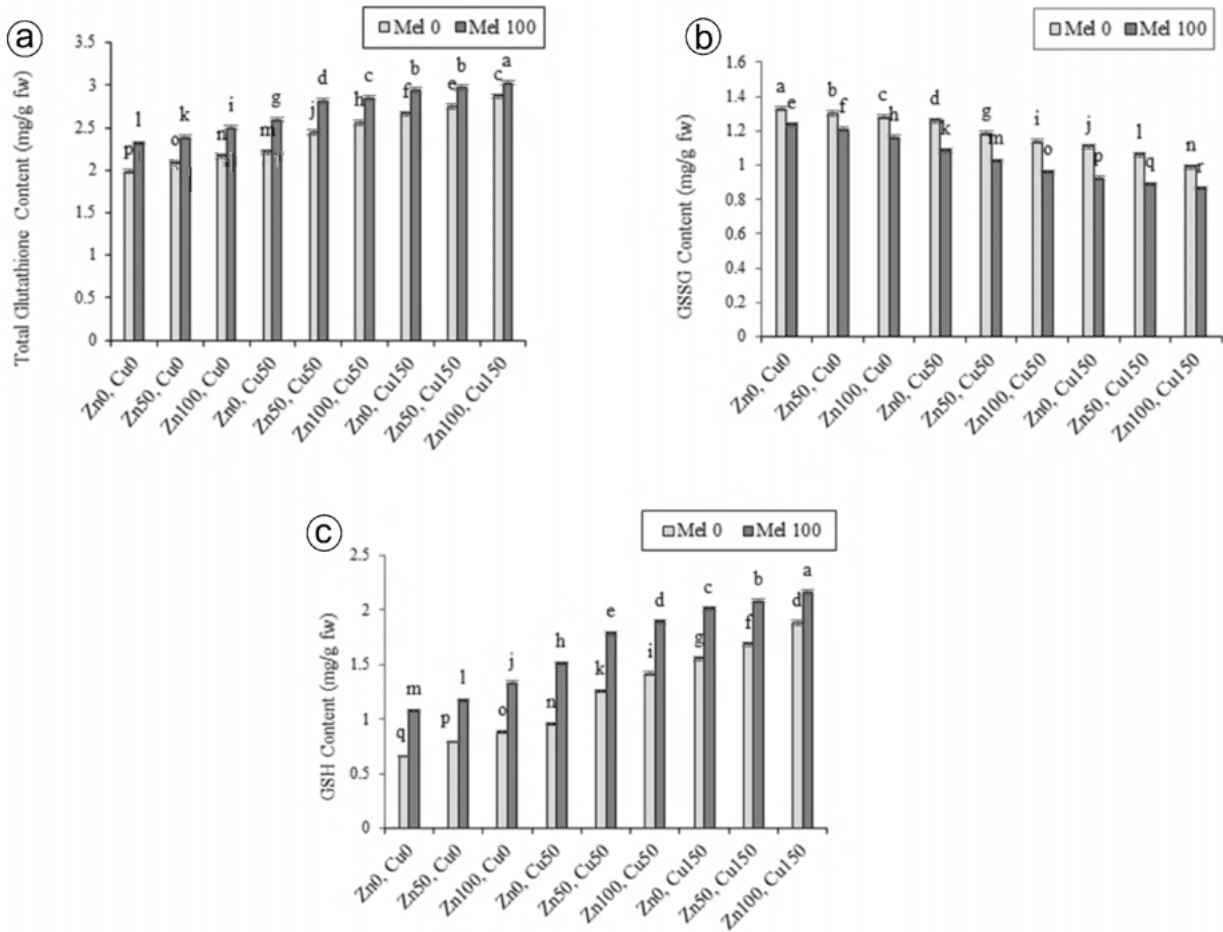 a
Mel 0 Mel 100
Total Glutathione Content (mg/g fw)
3.5
3
2.5
2
1.5
1
0.5
0
p l o k n i m g j d h c f b e b c a
Zn0, Cu0
Zn50, Cu0
Zn100, Cu0
Zn0, Cu50
Zn50, Cu50
Zn100, Cu50
Zn0, Cu150
Zn50, Cu150
Zn100, Cu150
b
Mel 0 Mel 100
GSSG Content (mg/g fw)
1.6
1.4
1.2
1
0.8
0.6
0.4
0.2
0
a e b f c h d k g m i o j p l q n r
Zn0, Cu0
Zn50, Cu0
Zn100, Cu0
Zn0, Cu50
Zn50, Cu50
Zn100, Cu50
Zn0, Cu150
Zn50, Cu150
Zn100, Cu150
c
Mel 0 Mel 100
GSH Content (mg/g fw)
2.5
2
1.5
1
0.5
0
q m p l o j n h k e i d g c f b d a
Zn0, Cu0
Zn50, Cu0
Zn100, Cu0
Zn0, Cu50
Zn50, Cu50
Zn100, Cu50
Zn0, Cu150
Zn50, Cu150
Zn100, Cu150